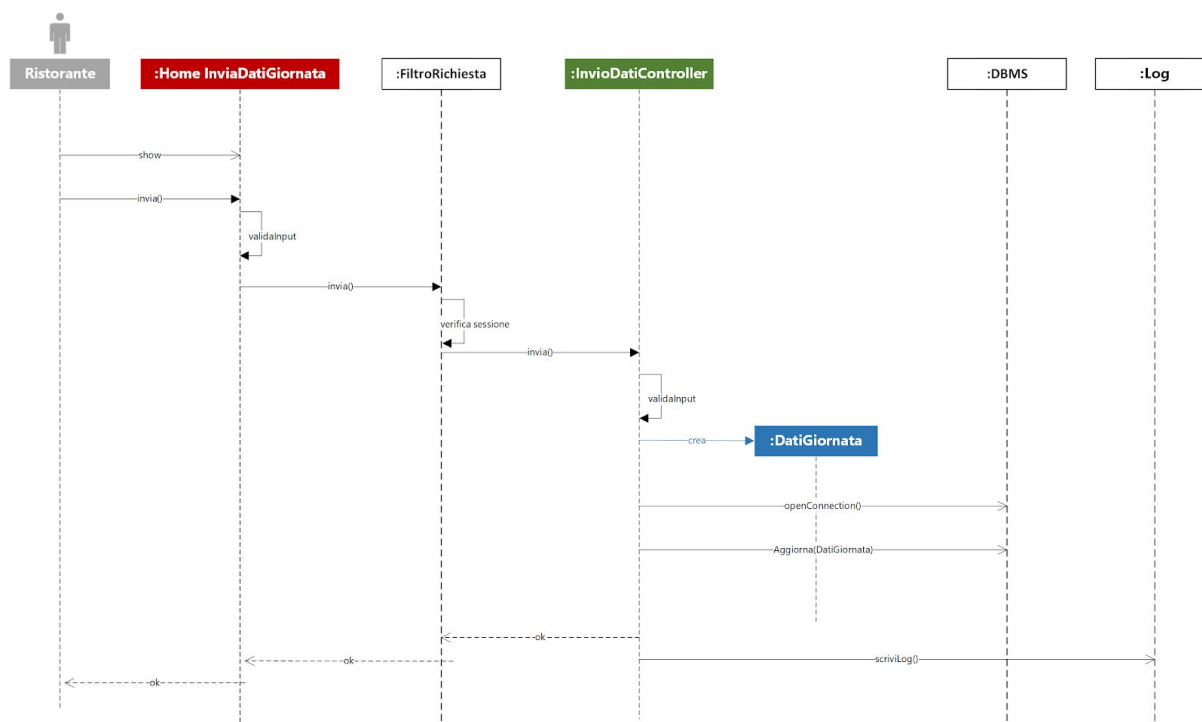 Ristorante
:Home InviaDatiGiornata
:FiltroRichiesta
:InvioDatiController
:DBMS
:Log
show
invia()
validaInput
invia()
verifica sessione
invia()
validaInput
crea
:DatiGiornata
openConnection()
Aggiorna(DatiGiornata)
ok
ok
scriviLog()
ok